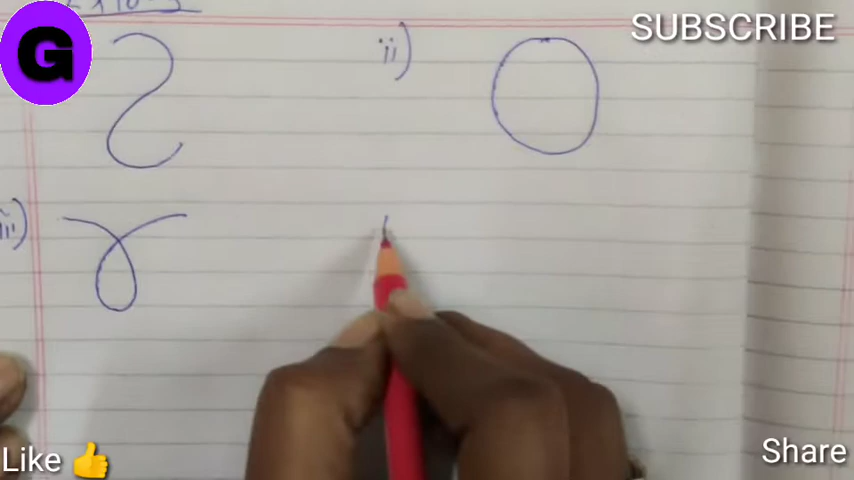 SUBSCRIBE
G
ii)
iii)
Like 👍
Share